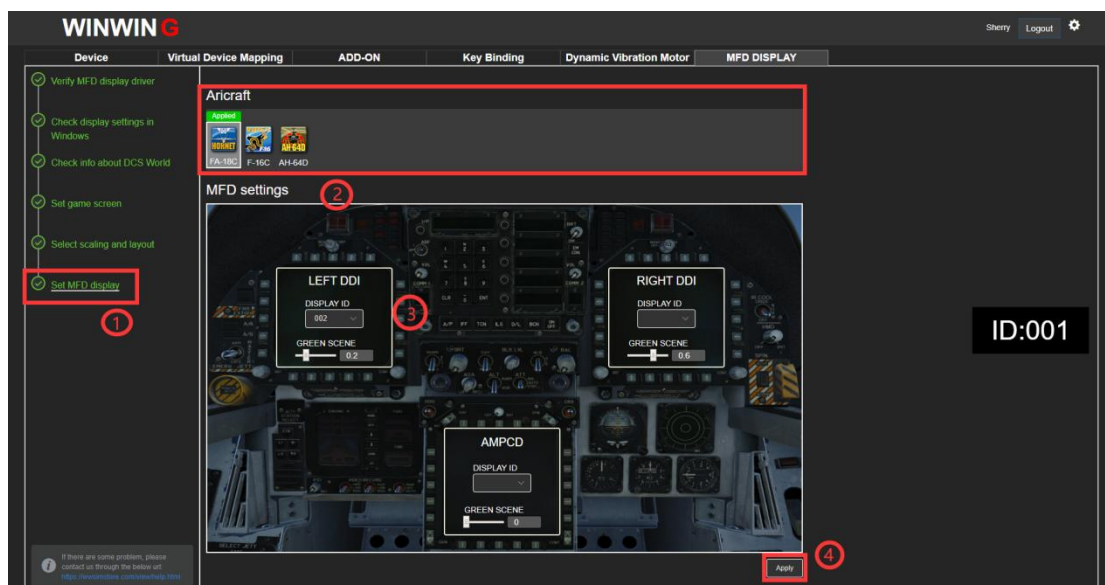 WINWING
Sherry
Logout
Device
Virtual Device Mapping
ADD-ON
Key Binding
Dynamic Vibration Motor
MFD DISPLAY
Verify MFD display driver
Check display settings in
Windows
Check info about DCS World
Set game screen
Select scaling and layout
Set MFD display
1
Aricraft
Applied
HORNET
AH-64D
FA-18C
F-16C
AH-64D
MFD settings
2
LEFT DDI
DISPLAY ID
002
GREEN SCENE
0.2
3
RIGHT DDI
DISPLAY ID
GREEN SCENE
0.6
AMPCD
DISPLAY ID
GREEN SCENE
0
ID:001
Apply
4
If there are some problem, please
contact us through the below url: